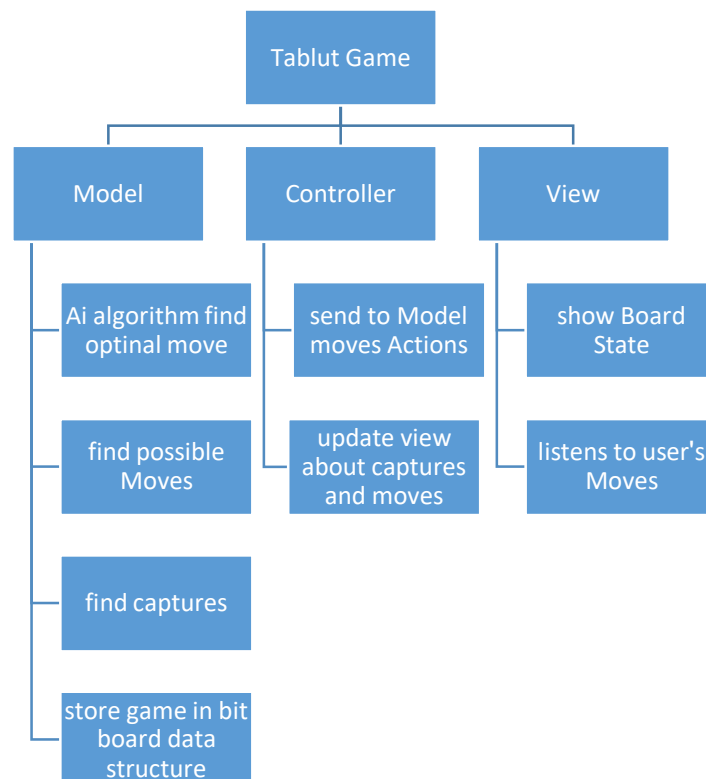 Tablut Game
Model
Controller
View
Ai algorithm find
optinal move
send to Model
moves Actions
show Board
State
find possible
Moves
update view
about captures
and moves
listens to user's
Moves
find captures
store game in bit
board data
structure